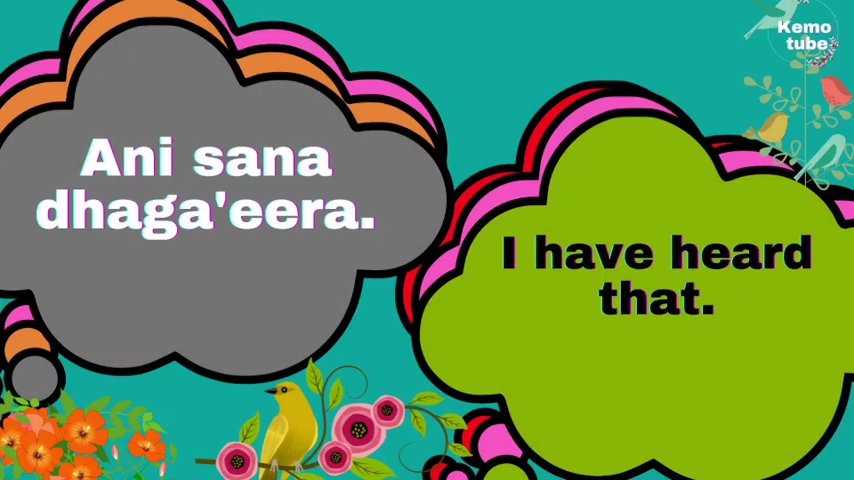 Kemo
tube
Ani sana
dhaga'eera.
I have heard
that.